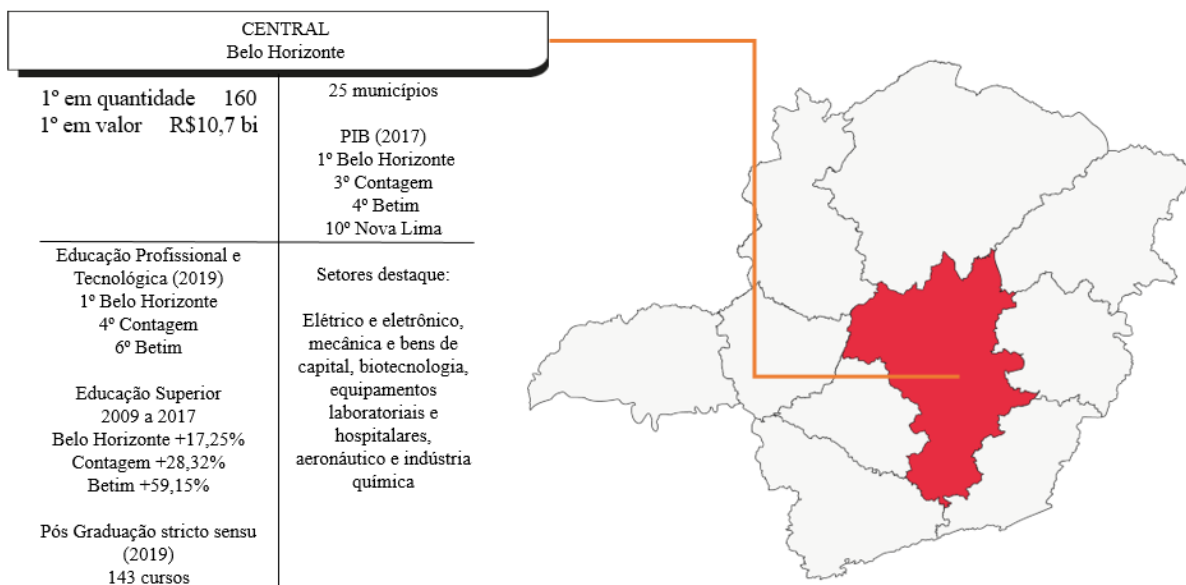 CENTRAL
Belo Horizonte
1º em quantidade 160
1º em valor R$10,7 bi
25 municípios
PIB (2017)
1º Belo Horizonte
3º Contagem
4º Betim
10º Nova Lima
Educação Profissional e
Tecnológica (2019)
1º Belo Horizonte
4º Contagem
6º Betim
Educação Superior
2009 a 2017
Belo Horizonte +17,25%
Contagem +28,32%
Betim +59,15%
Pós Graduação stricto sensu
(2019)
143 cursos
Setores destaque:
Elétrico e eletrônico,
mecânica e bens de
capital, biotecnologia,
equipamentos
laboratoriais e
hospitalares,
aeronáutico e indústria
química